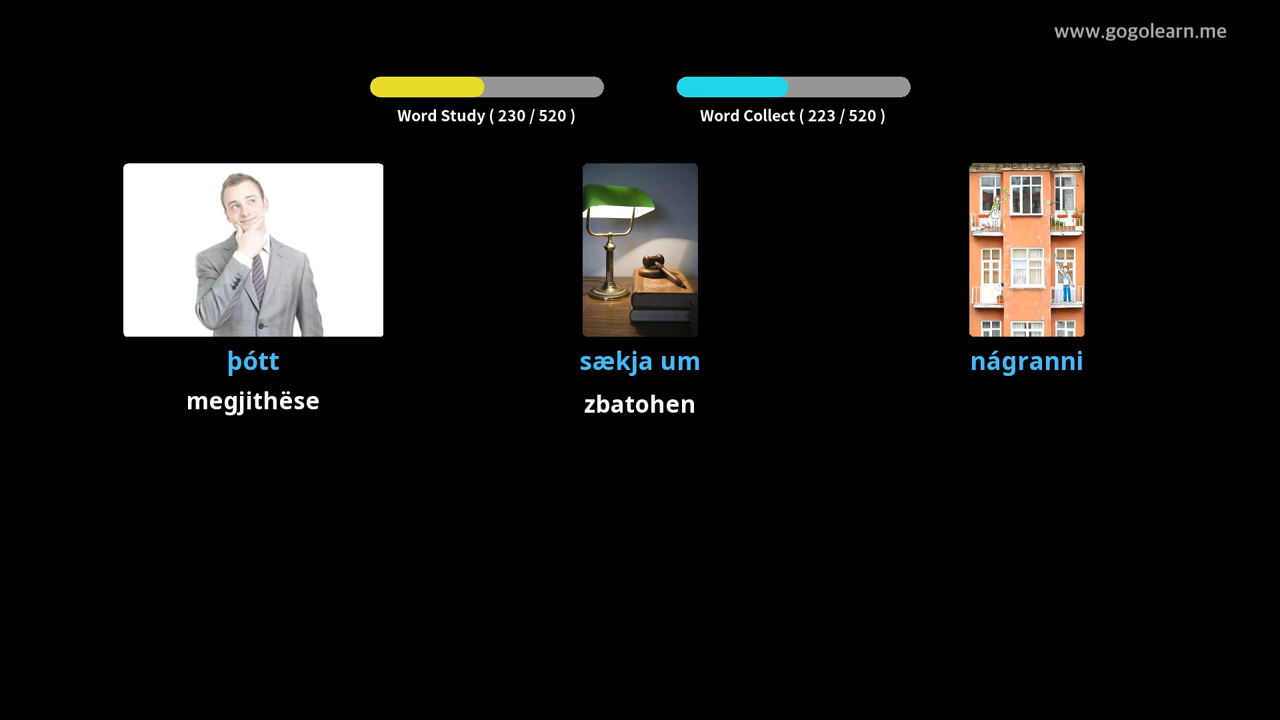 www.gogolearn.me
Word Study ( 230 / 520 )
Word Collect ( 223 / 520 )
þótt
sækja um
nágranni
megjithëse
zbatohen